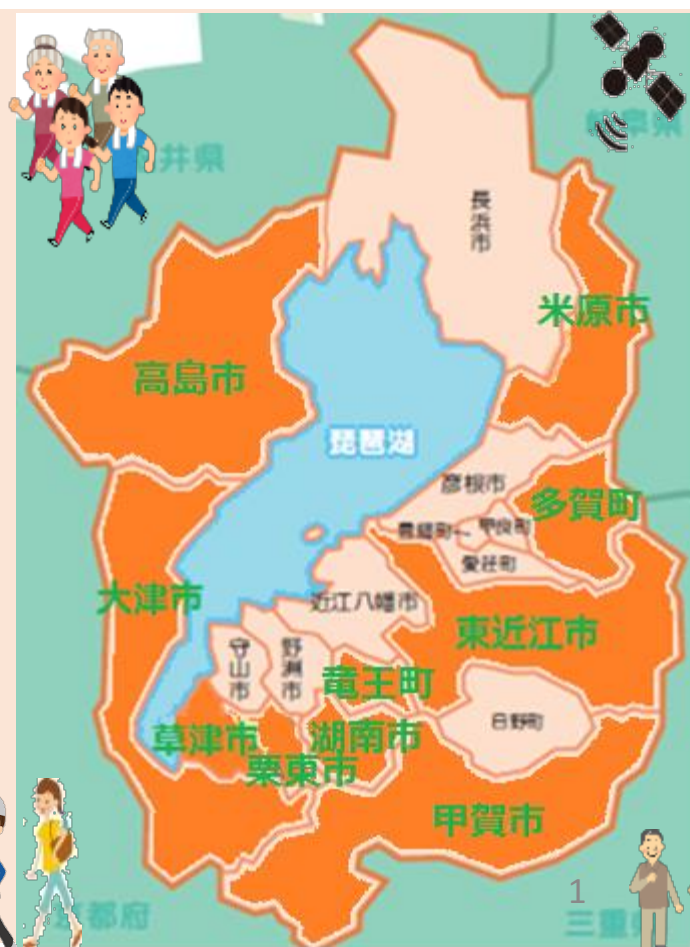 井県
岐阜県
長浜市
米原市
高島市
琵琶湖
彦根市
多賀町
豊郷町
甲良町
愛荘町
大津市
近江八幡市
東近江市
守山市
野洲市
竜王町
日野町
草津市
湖南市
栗東市
甲賀市
1
京都府
三重県